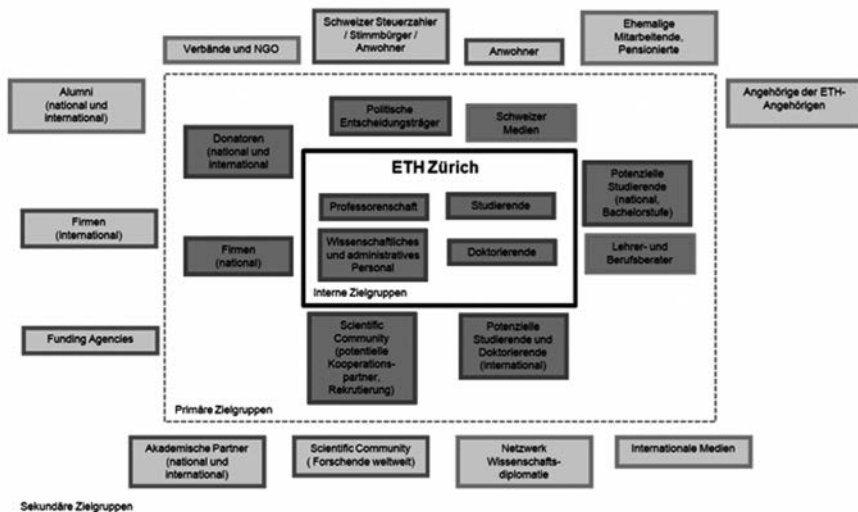 Verbände und NGO
Schweizer Steuerzahler
/ Stimmbürger /
Anwohner
Anwohner
Ehemalige
Mitarbeitende,
Pensionierte
Alumni
(national und
international)
Angehörige der ETH-
Angehörigen
Politische
Entscheidungsträger
Schweizer
Medien
Donatoren
(national und
international
ETH Zürich
Potenzielle
Studierende
(national,
Bachelorstufe)
Professorenschaft
Studierende
Firmen
(international)
Firmen
(national)
Wissenschaftliches
und administratives
Personal
Doktorierende
Lehrer- und
Berufsberater
Interne Zielgruppen
Funding Agencies
Scientific
Community
(potentielle
Kooperations-
partner,
Rekrutierung)
Potenzielle
Studierende und
Doktorierende
(international)
Primäre Zielgruppen
Akademische Partner
(national und
international)
Scientific Community
( Forschende weltweit)
Netzwerk
Wissenschafts-
diplomatie
Internationale Medien
Sekundäre Zielgruppen